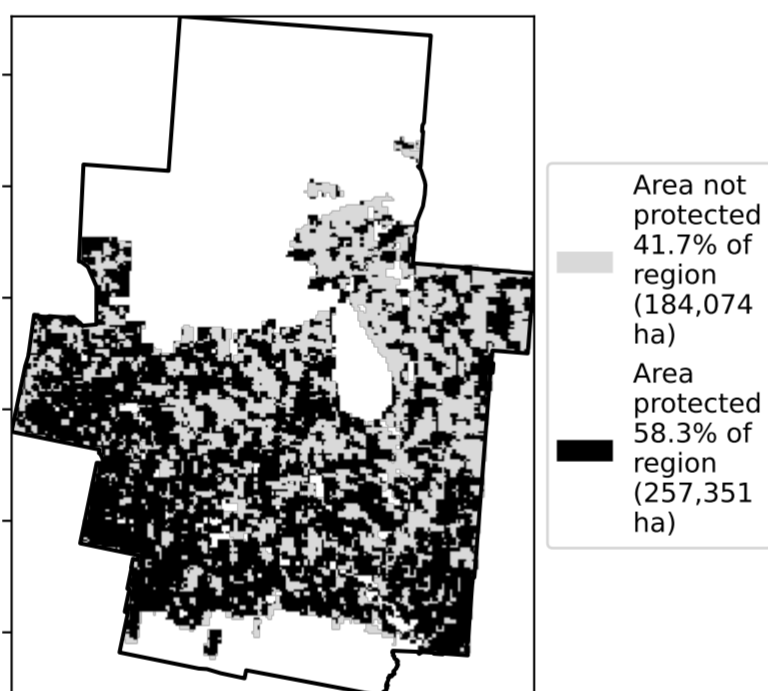 Area not
protected
41.7% of
region
(184,074
ha)
Area
protected
58.3% of
region
(257,351
ha)